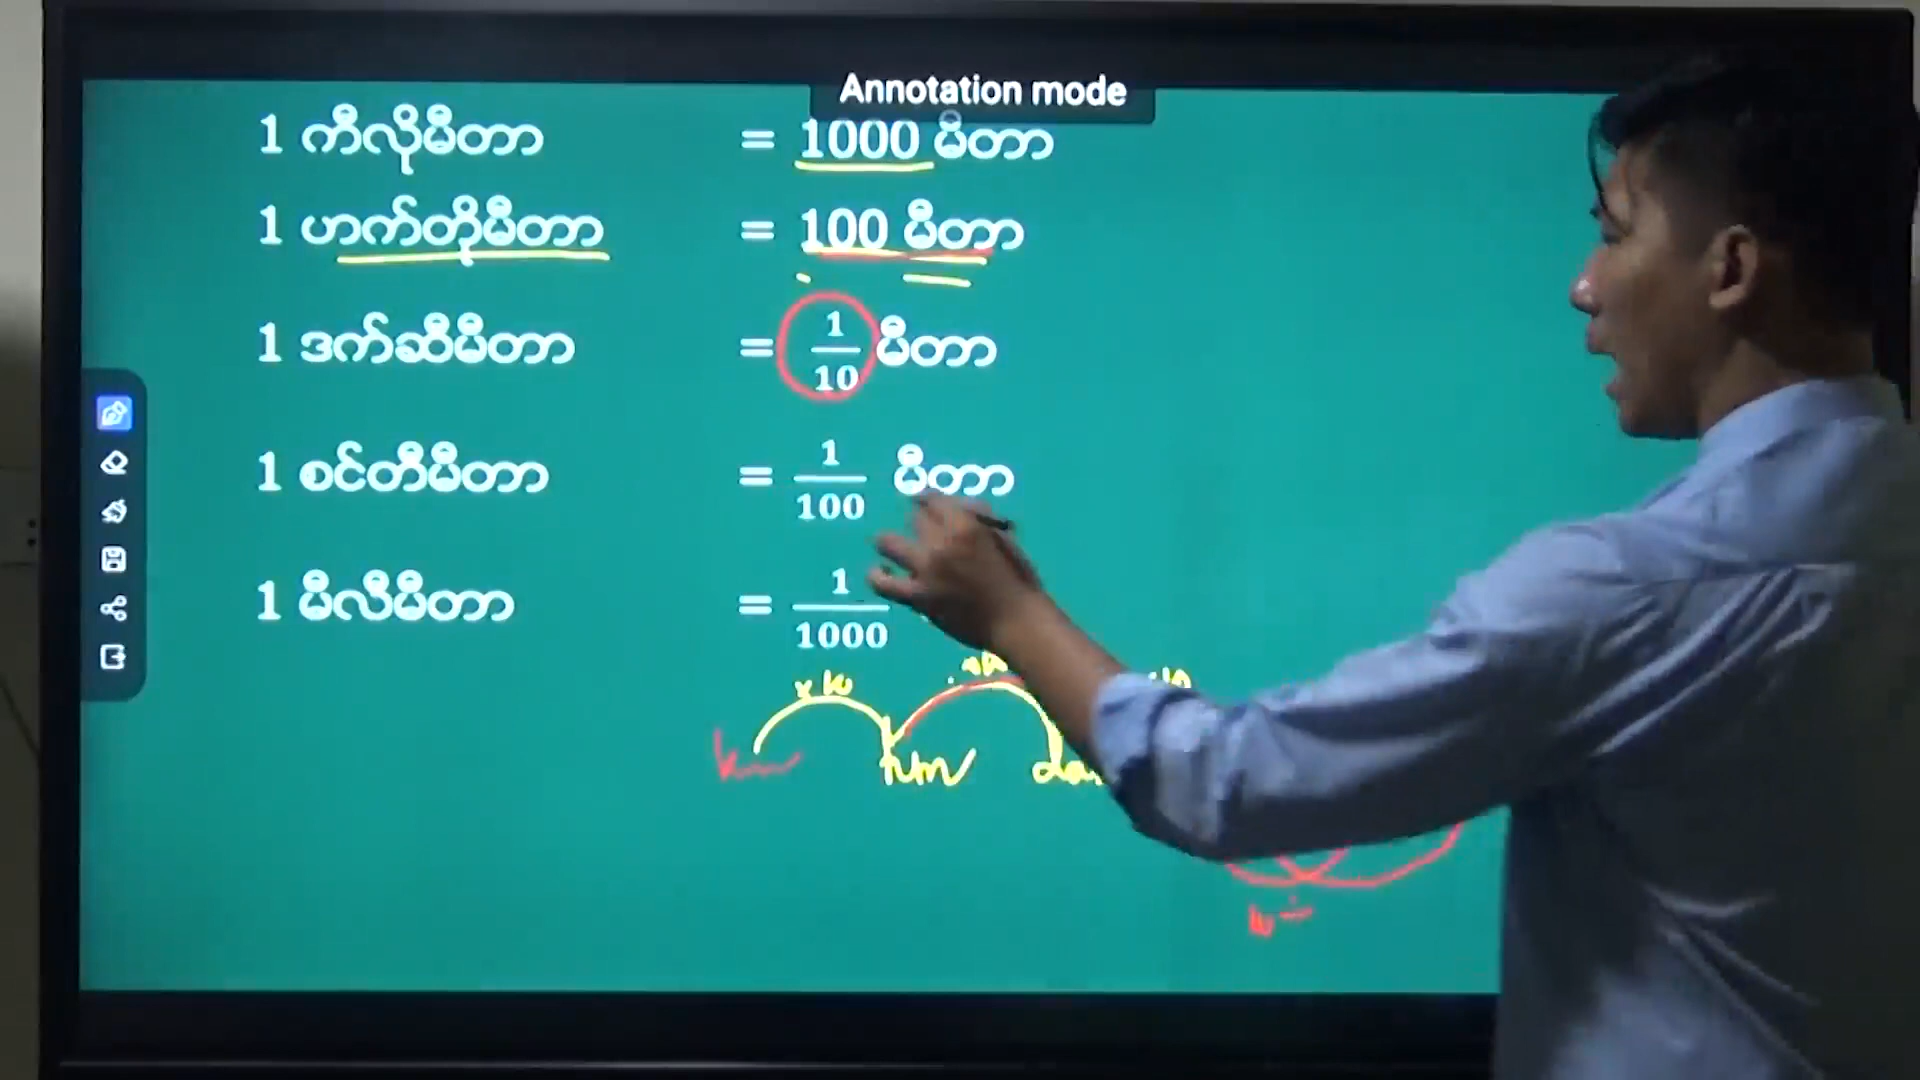 Annotation mode
1 ကီလိုမီတာ = 1000 မီတာ
1 ဟက်တိုမီတာ = 100 မီတာ
1 ဒက်ဆီမီတာ = 1/10 မီတာ
1 စင်တီမီတာ = 1/100 မီတာ
1 မီလီမီတာ = 1/1000
x 10
km hm